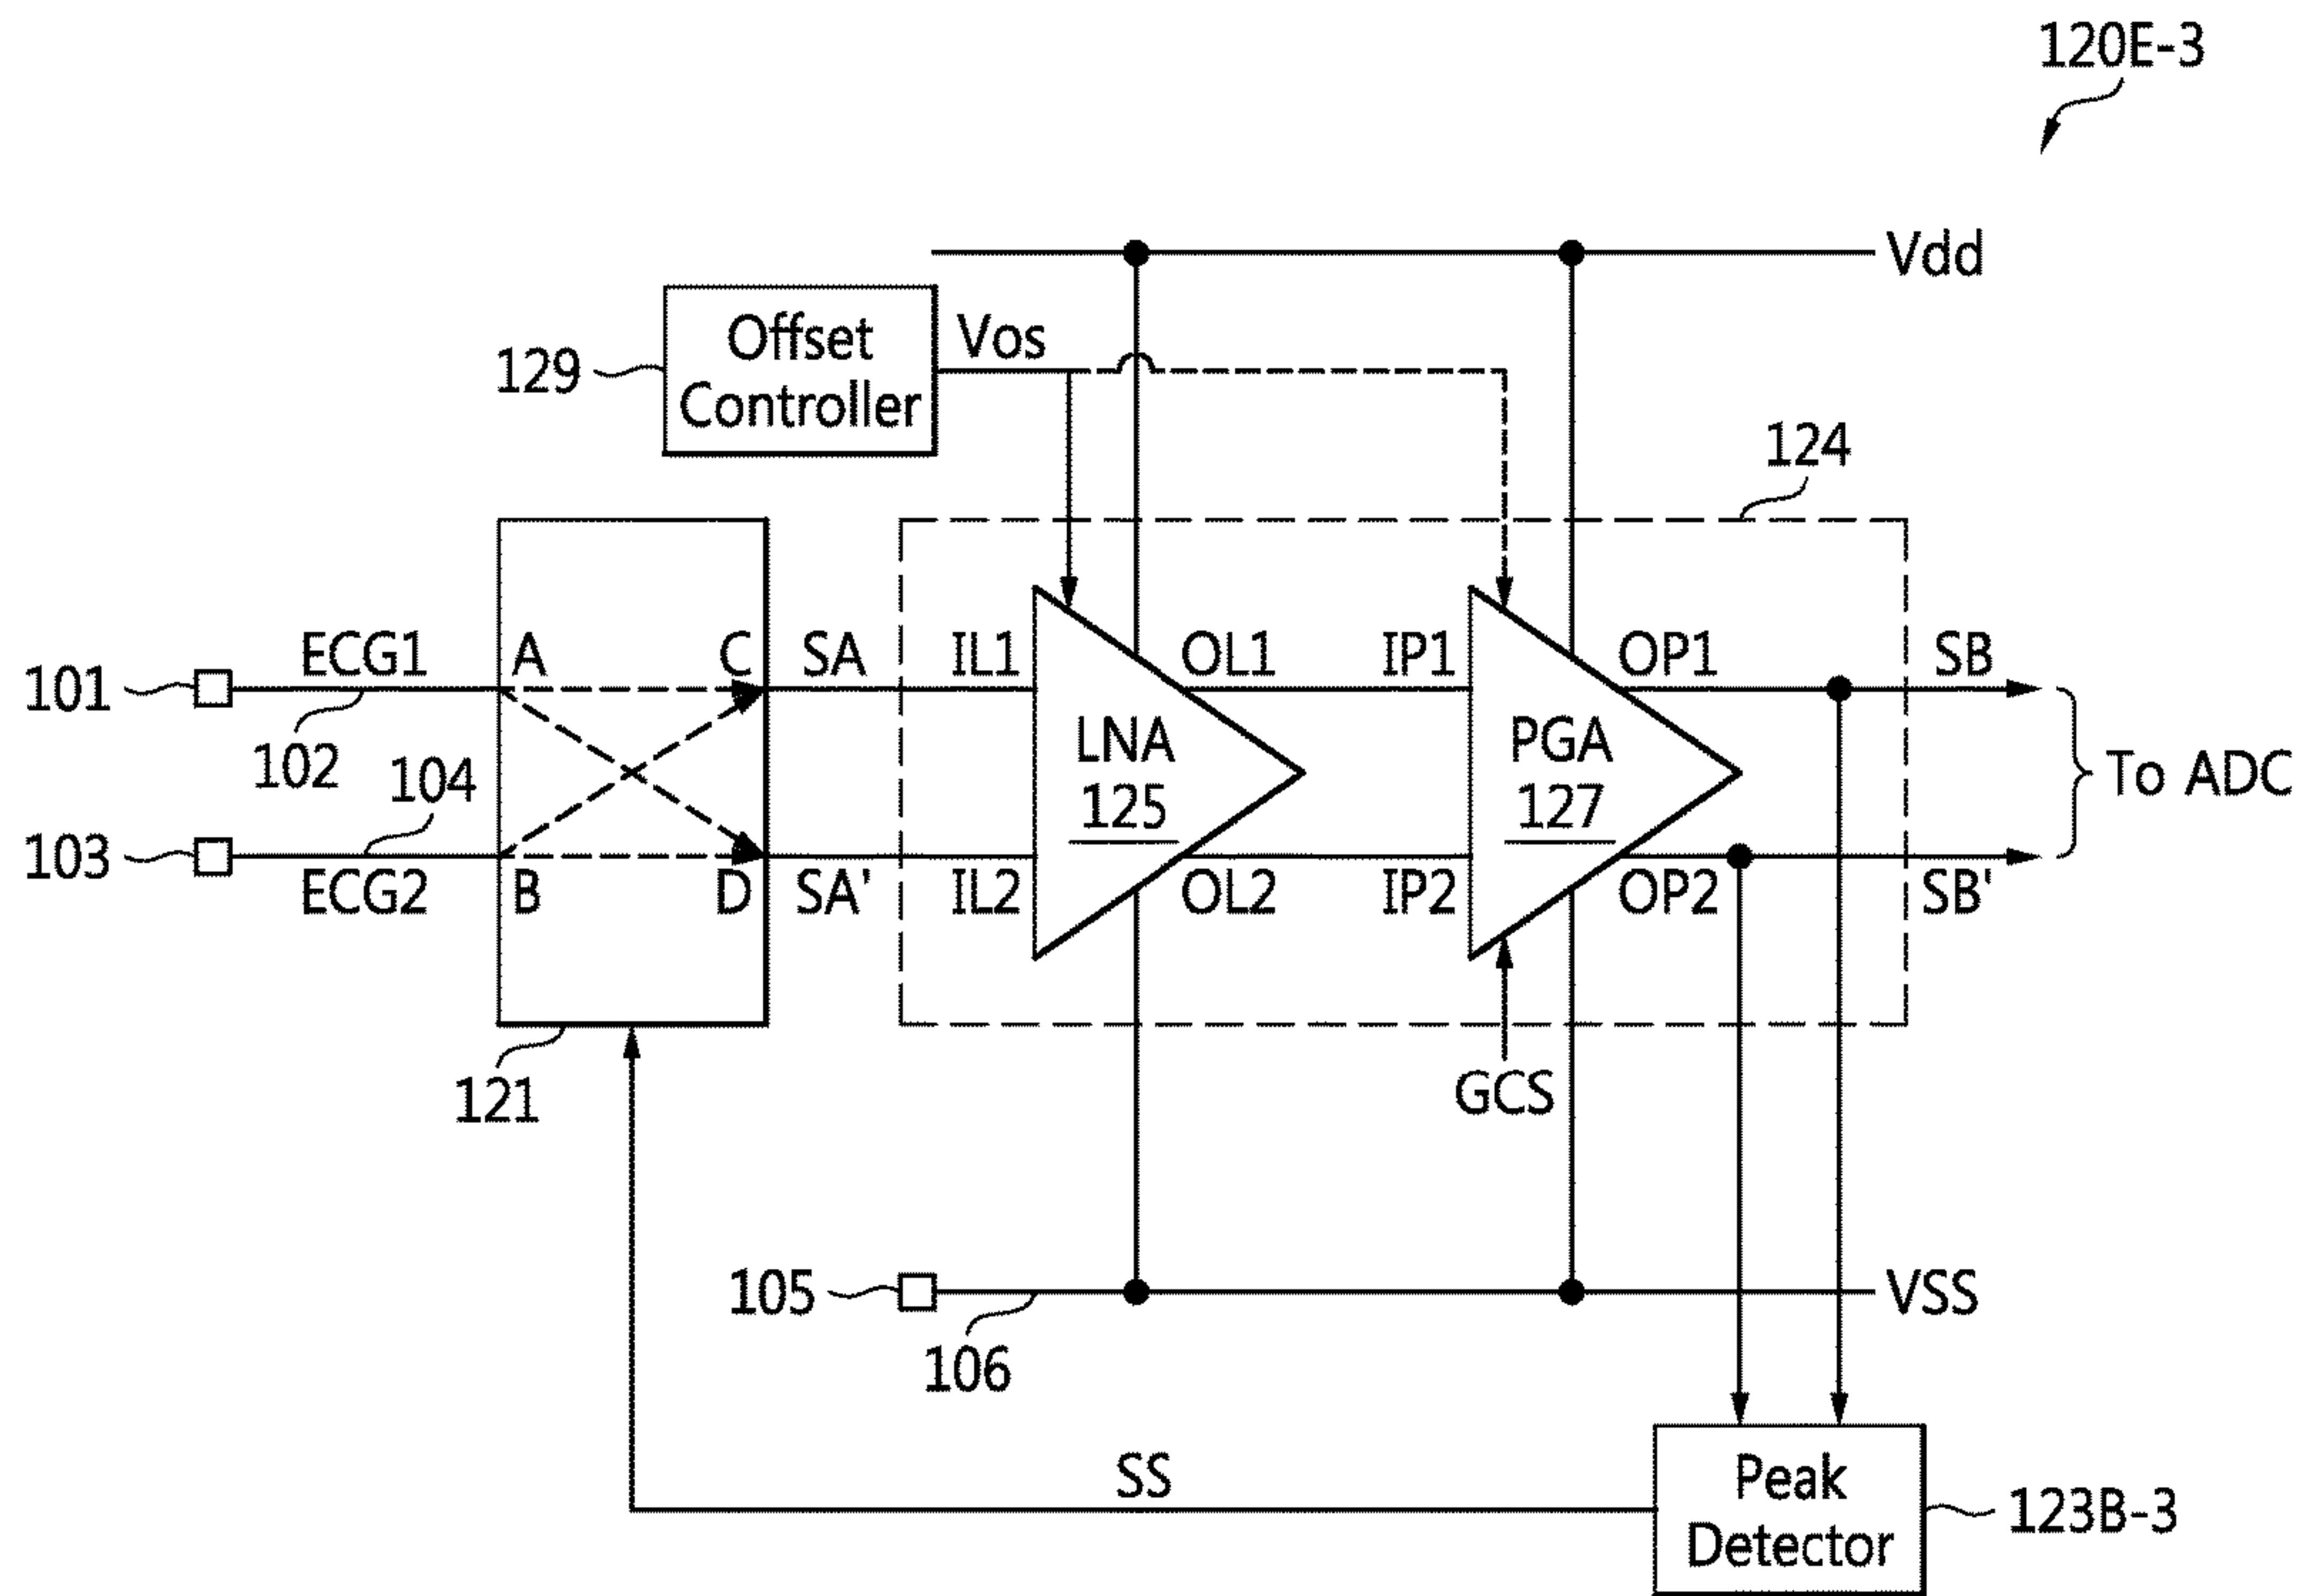 120E-3
Vdd
Offset
Controller
Vos
129
124
ECG1
A
C
SA
IL1
OL1
IP1
OP1
SB
101
102
104
LNA
125
PGA
127
To ADC
103
ECG2
B
D
SA'
IL2
OL2
IP2
OP2
SB'
121
GCS
105
VSS
106
SS
Peak
Detector
123B-3